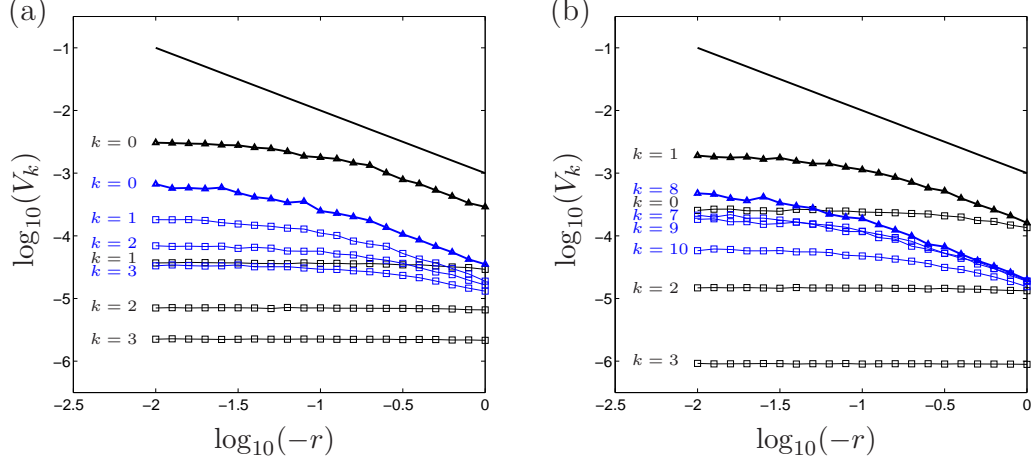 (a)
−1
−2
−3
−4
−5
−6
log₁₀(V_k)
k = 0
k = 0
k = 1
k = 2
k = 1
k = 3
k = 2
k = 3
−2.5
−2
−1.5
−1
−0.5
0
log₁₀(−r)
(b)
−1
−2
−3
−4
−5
−6
log₁₀(V_k)
k = 1
k = 8
k = 0
k = 7
k = 9
k = 10
k = 2
k = 3
−2.5
−2
−1.5
−1
−0.5
0
log₁₀(−r)